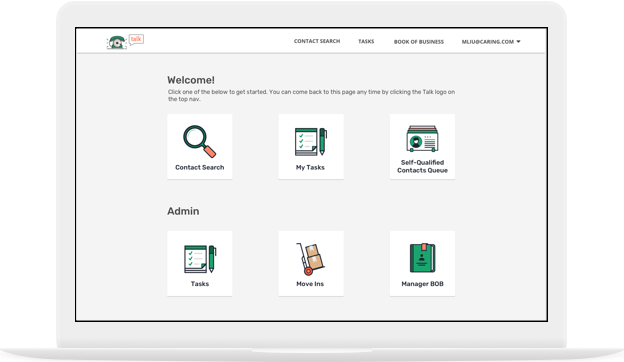 talk
CONTACT SEARCH TASKS BOOK OF BUSINESS MLIU@CARING.COM
Welcome!
Click one of the below to get started. You can come back to this page any time by clicking the Talk logo on
the top nav.
Contact Search
My Tasks
Self-Qualified
Contacts Queue
Admin
Tasks
Move Ins
Manager BOB